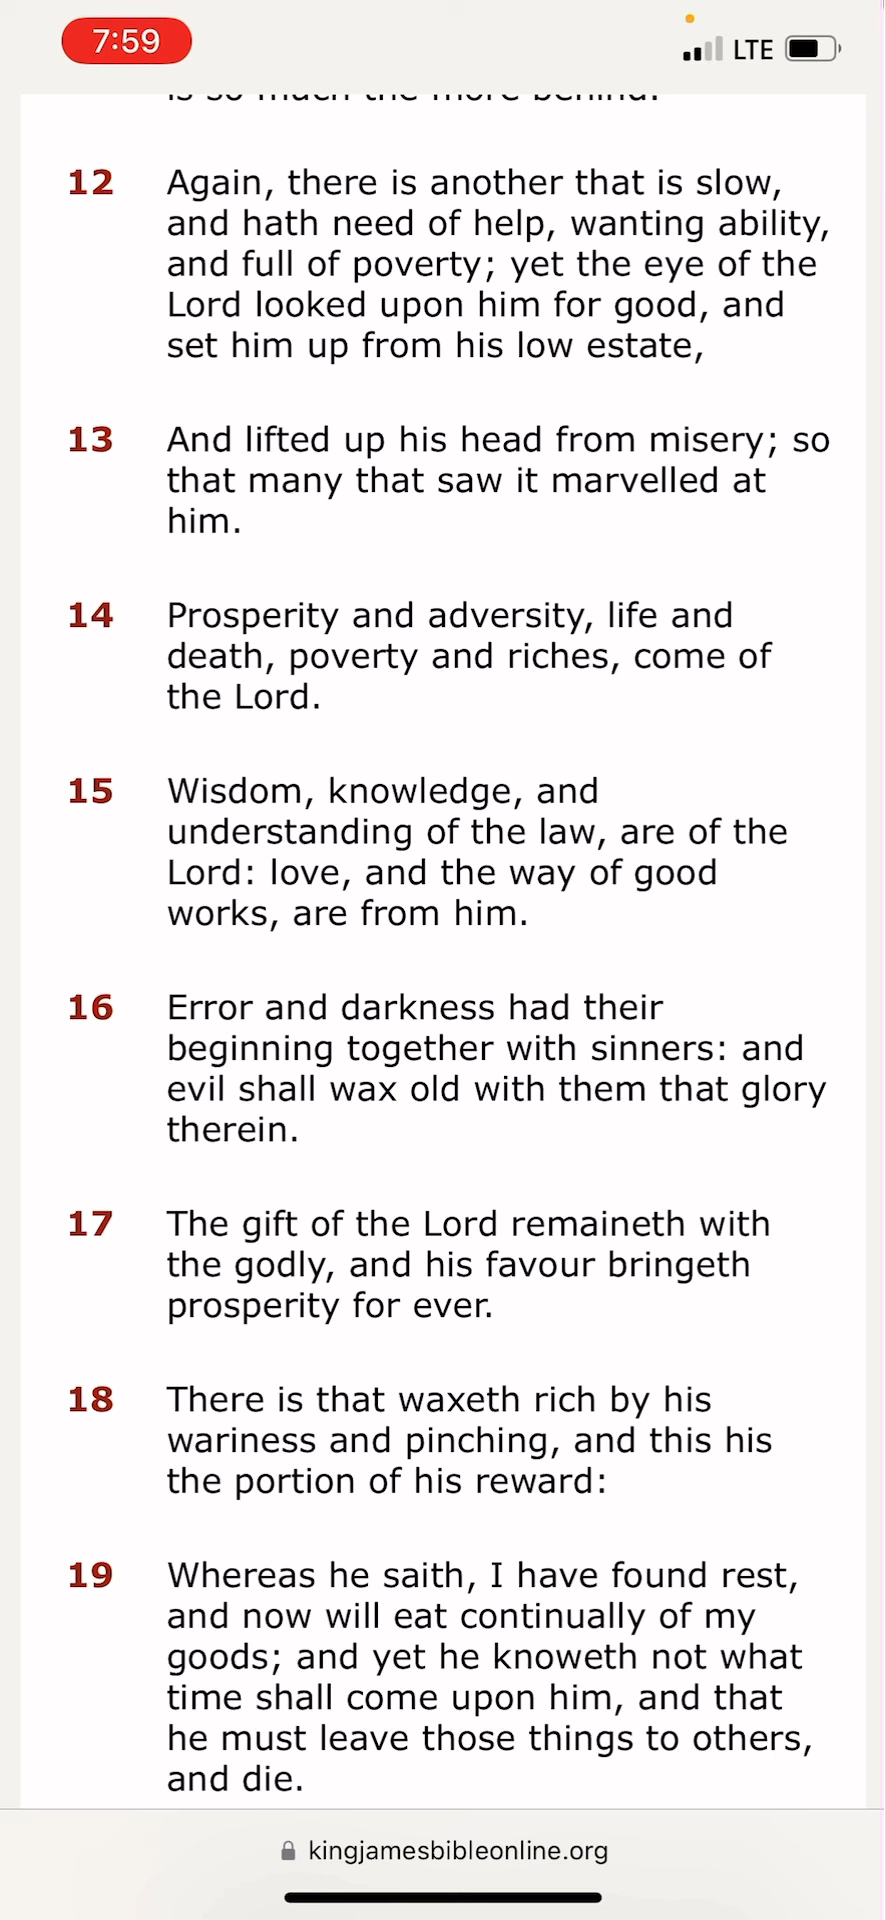 7:59
LTE
is so much the more behind.
12 Again, there is another that is slow,
and hath need of help, wanting ability,
and full of poverty; yet the eye of the
Lord looked upon him for good, and
set him up from his low estate,
13 And lifted up his head from misery; so
that many that saw it marvelled at
him.
14 Prosperity and adversity, life and
death, poverty and riches, come of
the Lord.
15 Wisdom, knowledge, and
understanding of the law, are of the
Lord: love, and the way of good
works, are from him.
16 Error and darkness had their
beginning together with sinners: and
evil shall wax old with them that glory
therein.
17 The gift of the Lord remaineth with
the godly, and his favour bringeth
prosperity for ever.
18 There is that waxeth rich by his
wariness and pinching, and this his
the portion of his reward:
19 Whereas he saith, I have found rest,
and now will eat continually of my
goods; and yet he knoweth not what
time shall come upon him, and that
he must leave those things to others,
and die.
kingjamesbibleonline.org